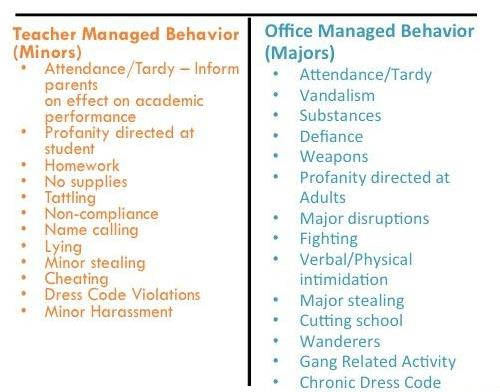 Teacher Managed Behavior
(Minors)
• Attendance/Tardy – Inform
parents
on effect on academic
performance
• Profanity directed at
student
• Homework
• No supplies
• Tattling
• Non-compliance
• Name calling
• Lying
• Minor stealing
• Cheating
• Dress Code Violations
• Minor Harassment
Office Managed Behavior
(Majors)
• Attendance/Tardy
• Vandalism
• Substances
• Defiance
• Weapons
• Profanity directed at
Adults
• Major disruptions
• Fighting
• Verbal/Physical
intimidation
• Major stealing
• Cutting school
• Wanderers
• Gang Related Activity
• Chronic Dress Code